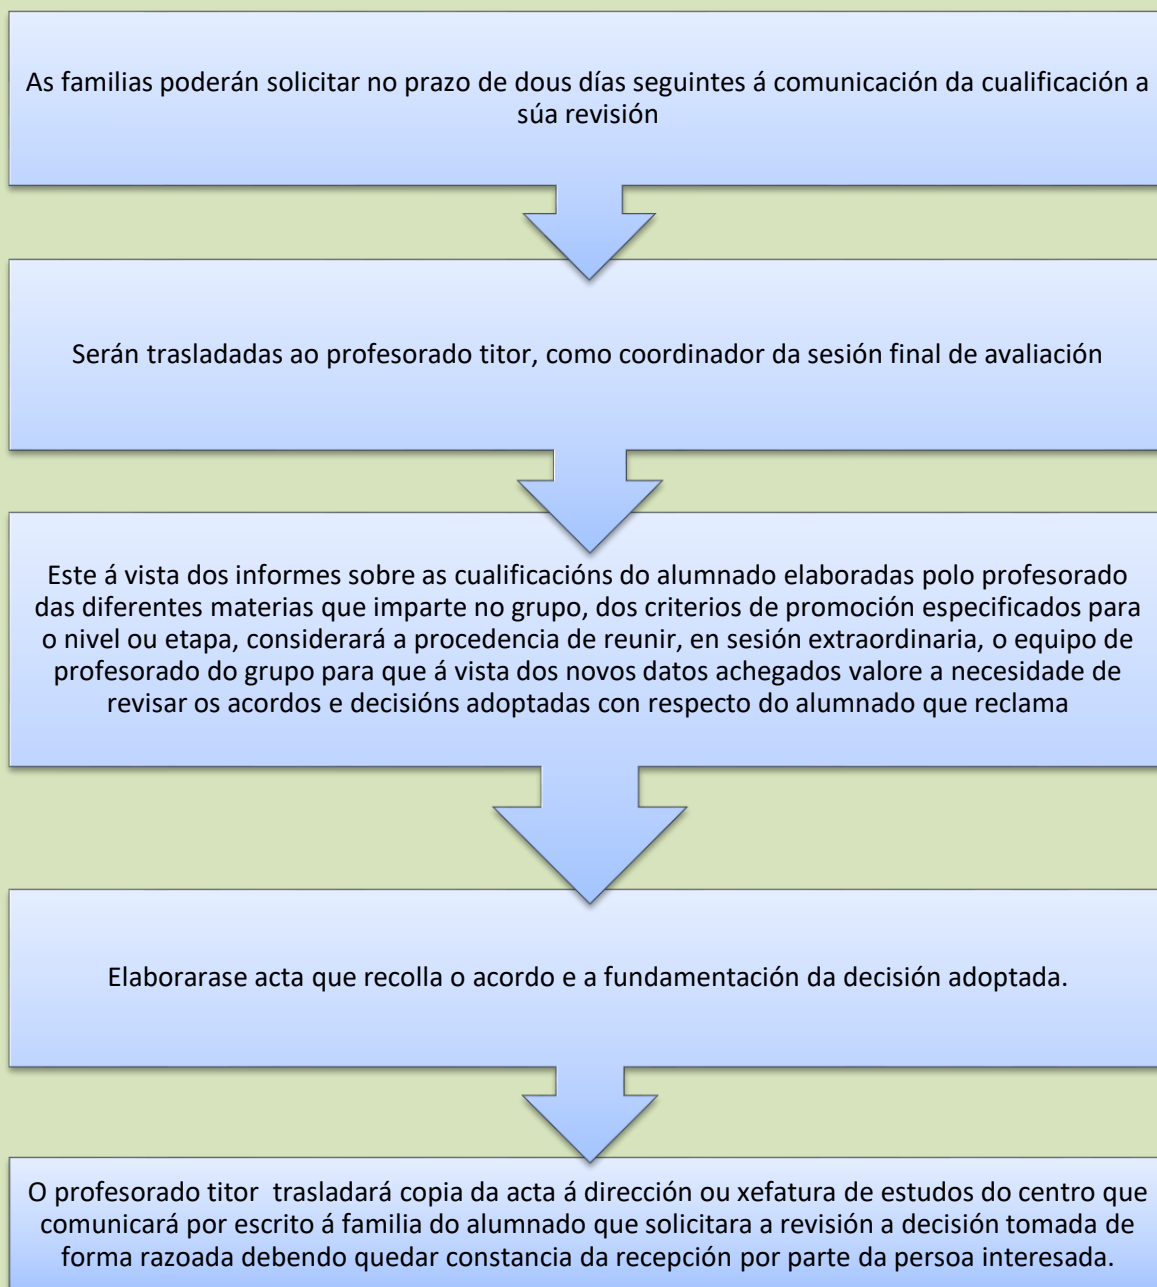 As familias poderán solicitar no prazo de dous días seguintes á comunicación da cualificación a
súa revisión
Serán trasladadas ao profesorado titor, como coordinador da sesión final de avaliación
Este á vista dos informes sobre as cualificacións do alumnado elaboradas polo profesorado
das diferentes materias que imparte no grupo, dos criterios de promoción especificados para
o nivel ou etapa, considerará a procedencia de reunir, en sesión extraordinaria, o equipo de
profesorado do grupo para que á vista dos novos datos achegados valore a necesidade de
revisar os acordos e decisións adoptadas con respecto do alumnado que reclama
Elaborarase acta que recolla o acordo e a fundamentación da decisión adoptada.
O profesorado titor trasladará copia da acta á dirección ou xefatura de estudos do centro que
comunicará por escrito á familia do alumnado que solicitara a revisión a decisión tomada de
forma razoada debendo quedar constancia da recepción por parte da persoa interesada.